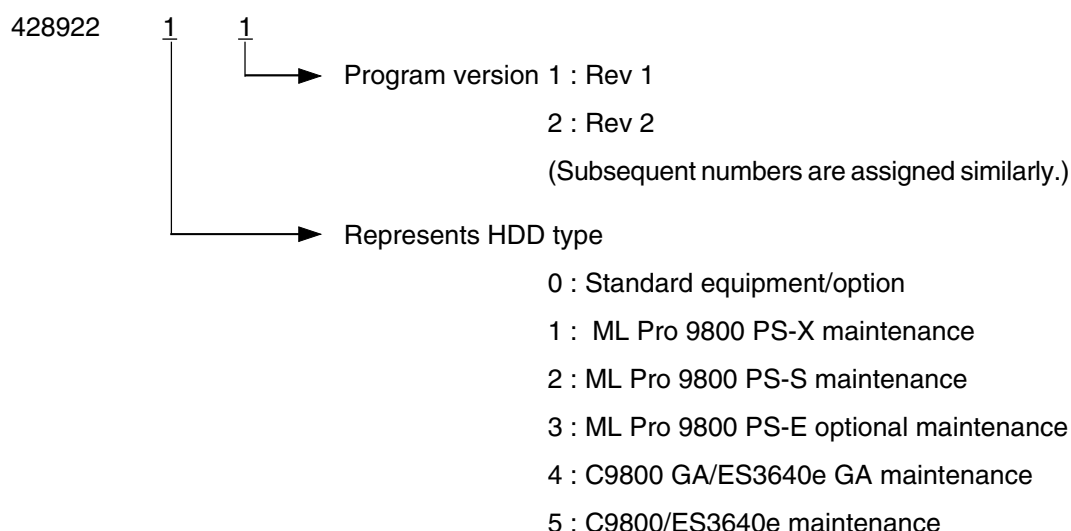 428922 1 1
Program version 1 : Rev 1
2 : Rev 2
(Subsequent numbers are assigned similarly.)
Represents HDD type
0 : Standard equipment/option
1 : ML Pro 9800 PS-X maintenance
2 : ML Pro 9800 PS-S maintenance
3 : ML Pro 9800 PS-E optional maintenance
4 : C9800 GA/ES3640e GA maintenance
5 : C9800/ES3640e maintenance